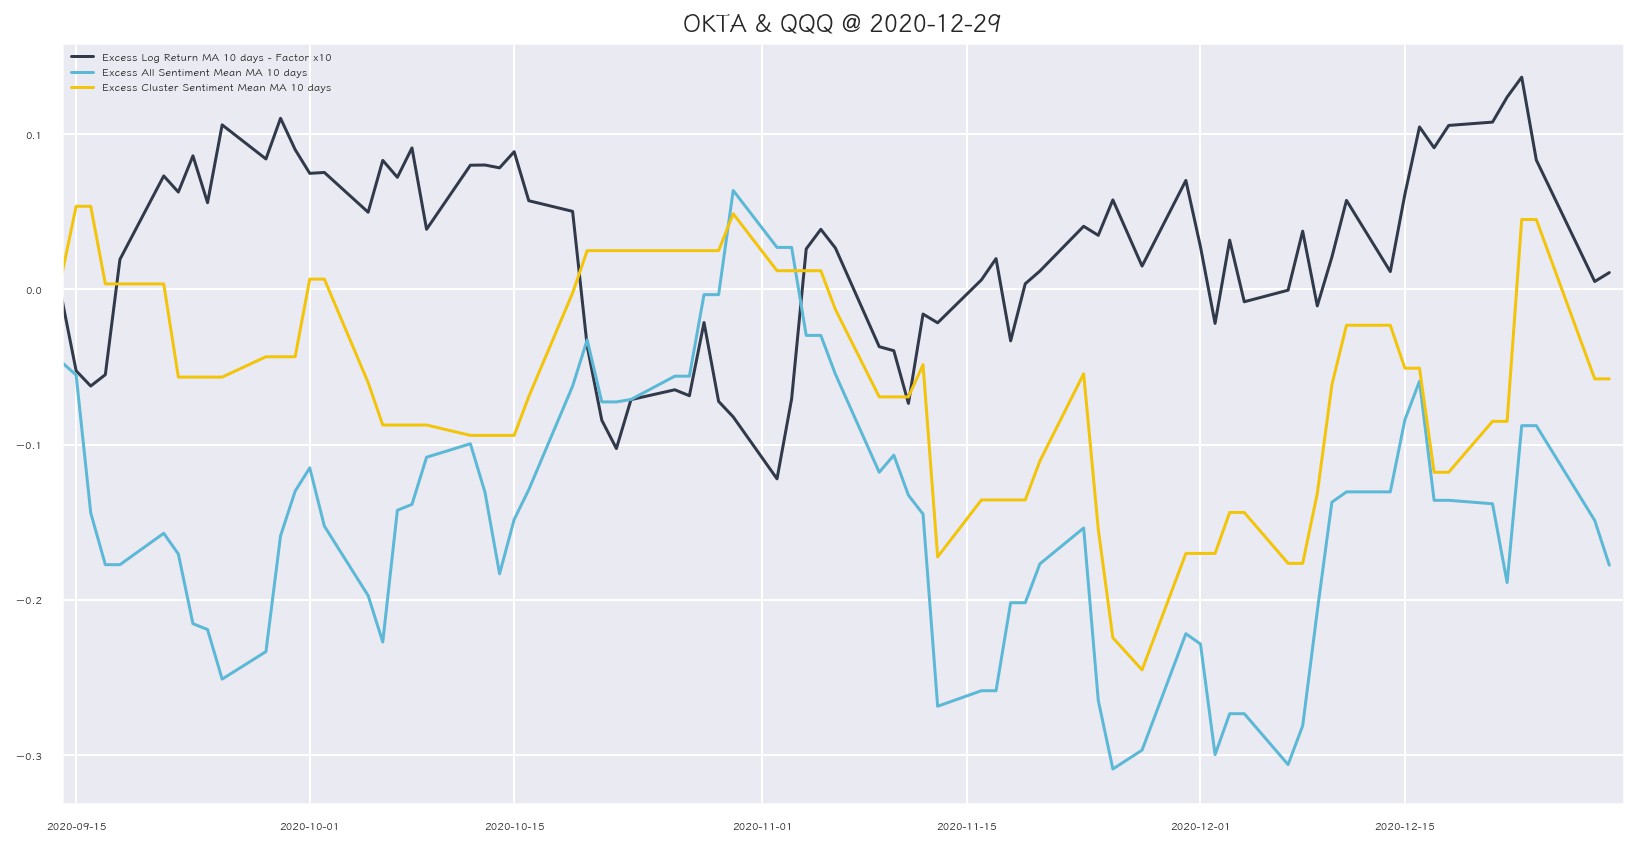 OKTA & QQQ @ 2020-12-29
Excess Log Return MA 10 days - Factor x10
Excess All Sentiment Mean MA 10 days
Excess Cluster Sentiment Mean MA 10 days
0.1
0.0
−0.1
−0.2
−0.3
2020-09-15 2020-10-01 2020-10-15 2020-11-01 2020-11-15 2020-12-01 2020-12-15